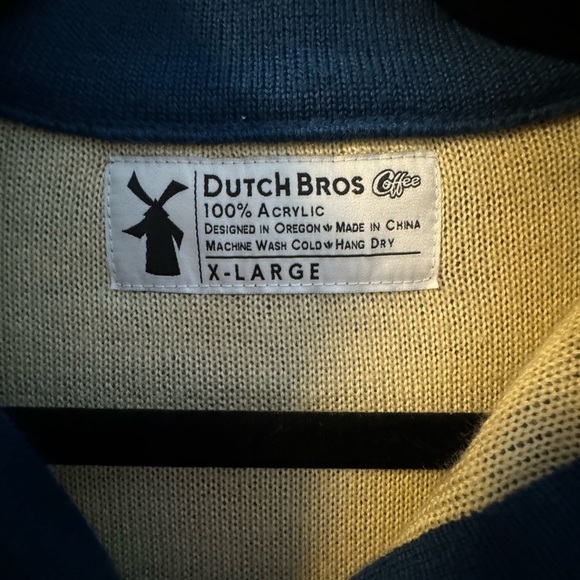 Dutch Bros Coffee
100% Acrylic
Designed in Oregon Made in China
Machine Wash Cold Hang Dry
X-LARGE